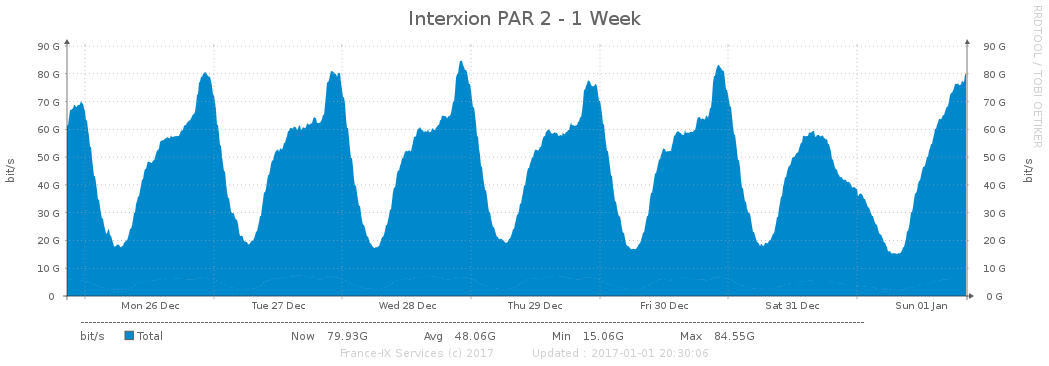 Interxion PAR 2 - 1 Week
RRDTOOL / TOBI OETIKER
bit/s
bit/s
90 G 90 G
80 G 80 G
70 G 70 G
60 G 60 G
50 G 50 G
40 G 40 G
30 G 30 G
20 G 20 G
10 G 10 G
0 0 G
Mon 26 Dec Tue 27 Dec Wed 28 Dec Thu 29 Dec Fri 30 Dec Sat 31 Dec Sun 01 Jan
bit/s Total Now 79.93G Avg 48.06G Min 15.06G Max 84.55G
France-IX Services (c) 2017 Updated : 2017-01-01 20:30:06